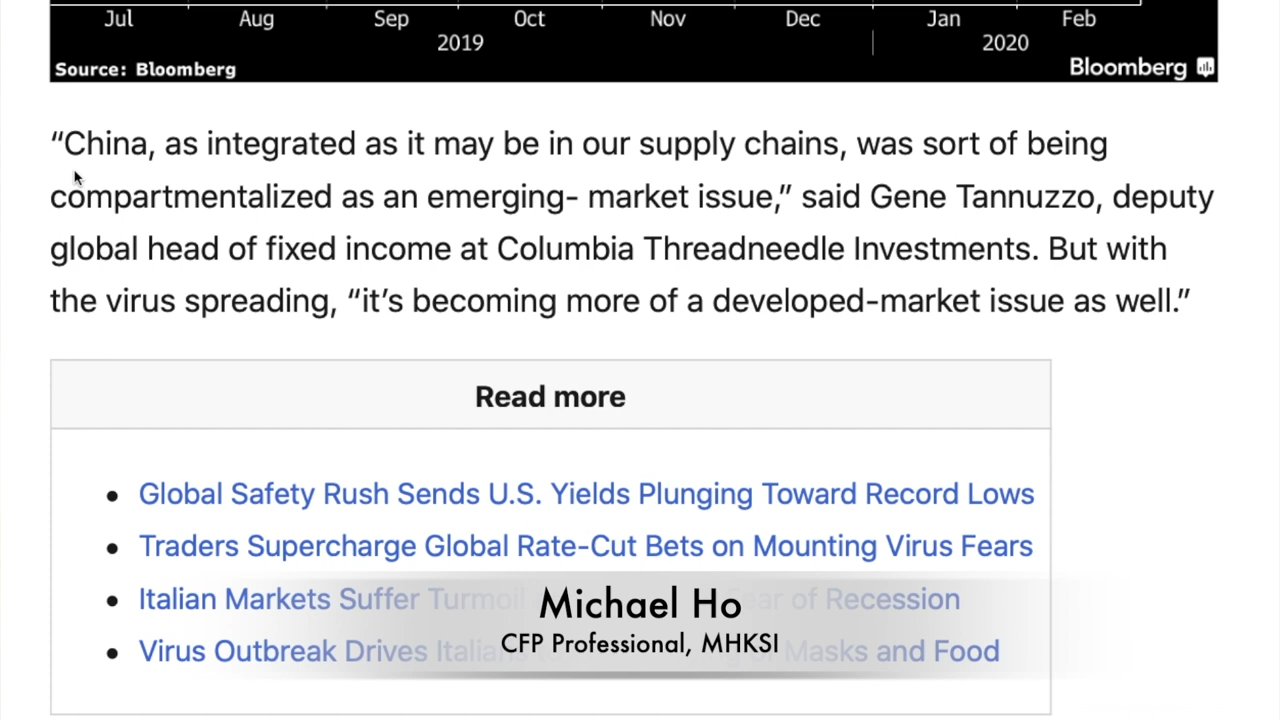 Jul Aug Sep Oct Nov Dec Jan Feb
2019 2020
Source: Bloomberg Bloomberg
“China, as integrated as it may be in our supply chains, was sort of being
compartmentalized as an emerging- market issue,” said Gene Tannuzzo, deputy
global head of fixed income at Columbia Threadneedle Investments. But with
the virus spreading, “it’s becoming more of a developed-market issue as well.”
Read more
• Global Safety Rush Sends U.S. Yields Plunging Toward Record Lows
• Traders Supercharge Global Rate-Cut Bets on Mounting Virus Fears
• Italian Markets Suffer Turmoil of Recession
Michael Ho
CFP Professional, MHKSI
• Virus Outbreak Drives Masks and Food